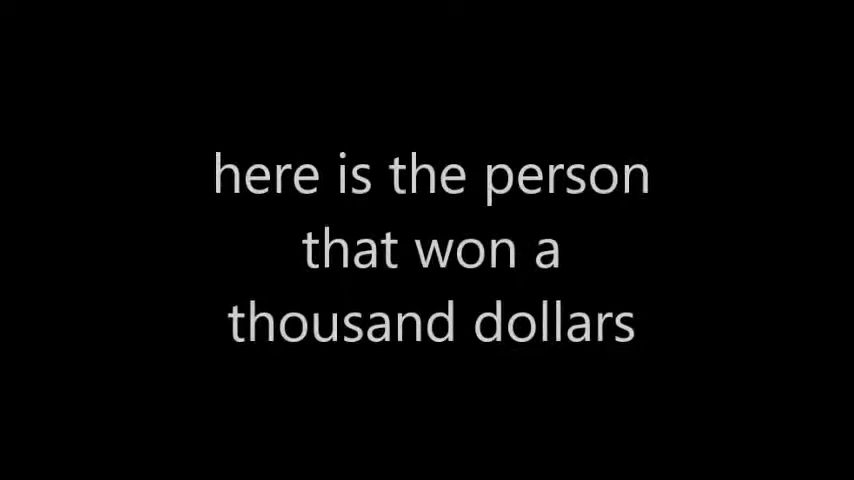 here is the person
that won a
thousand dollars